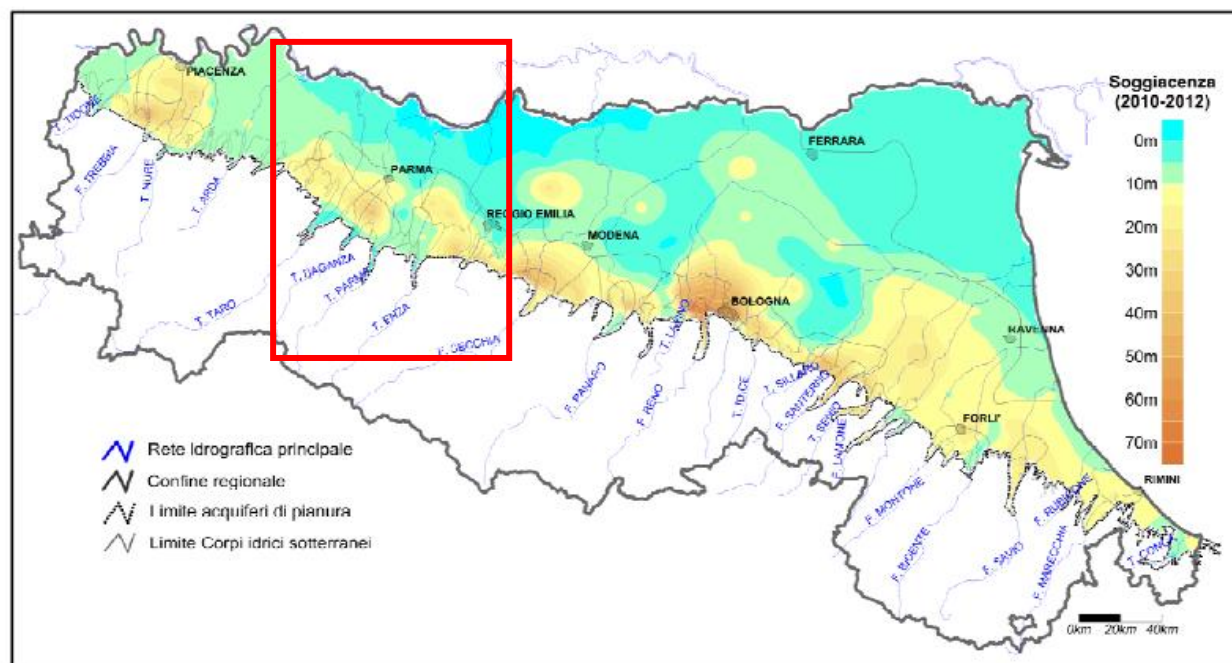 PIACENZA
Soggiacenza
(2010-2012)
0m
10m
20m
30m
40m
50m
60m
70m
FERRARA
PARMA
REGGIO EMILIA
MODENA
BOLOGNA
RAVENNA
FORLI'
RIMINI
T. TIDONE
F. TREBBIA
T. NURE
T. ARDA
T. TARO
T. BAGANZA
T. PARMA
T. ENZA
F. SECCHIA
F. PANARO
F. RENO
T. LAVINO
T. IDICE
T. SILLARO
F. SANTERNO
T. SENIO
F. LAMONE
F. MONTONE
F. BIDENTE
F. SAVIO
F. MARECCHIA
F. RUBICONE
T. CONCA
Rete Idrografica principale
Confine regionale
Limite acquiferi di pianura
Limite Corpi idrici sotterranei
0km 20km 40km